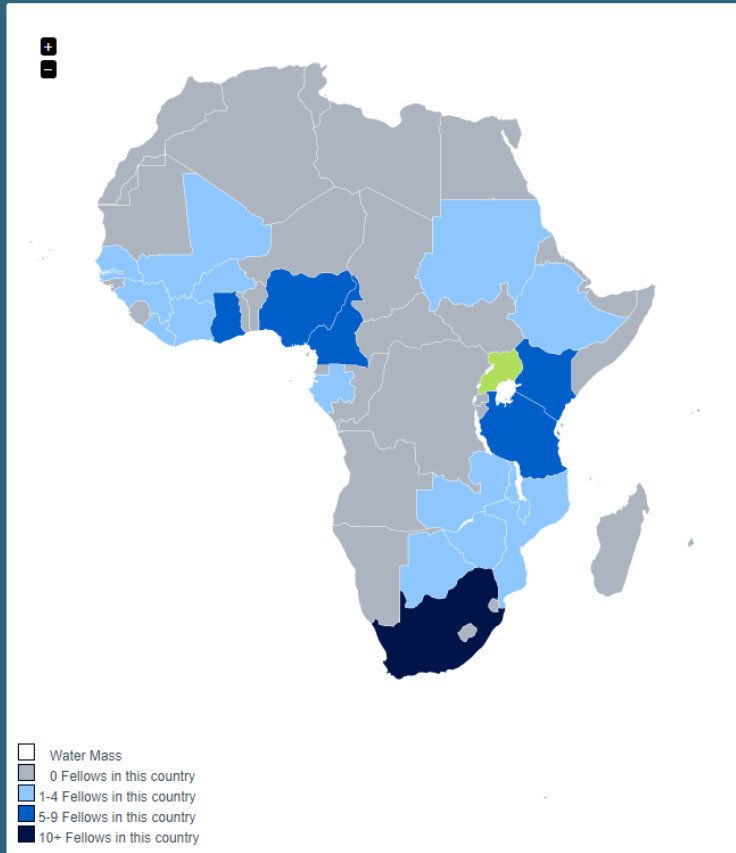 +
−
Water Mass
0 Fellows in this country
1-4 Fellows in this country
5-9 Fellows in this country
10+ Fellows in this country